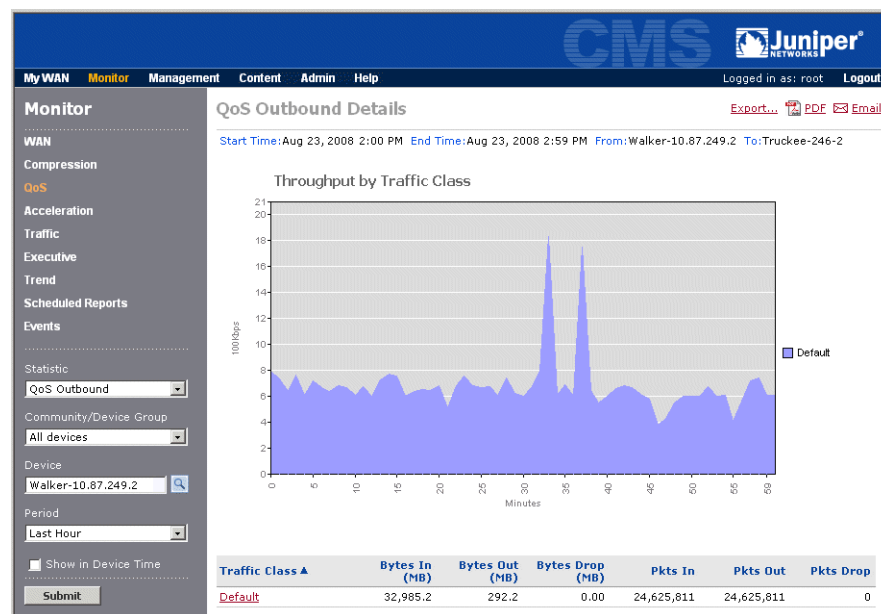 CMS
Juniper®
NETWORKS
My WAN Monitor Management Content Admin Help Logged in as: root Logout
Monitor
WAN
Compression
QoS
Acceleration
Traffic
Executive
Trend
Scheduled Reports
Events
Statistic
QoS Outbound
Community/Device Group
All devices
Device
Walker-10.87.249.2
Period
Last Hour
Show in Device Time
Submit
QoS Outbound Details
Export... PDF Email
Start Time:Aug 23, 2008 2:00 PM End Time:Aug 23, 2008 2:59 PM From:Walker-10.87.249.2 To:Truckee-246-2
Throughput by Traffic Class
21
20
18
16
14
12
10
8
6
4
2
0
100Kbps
0 5 10 15 20 25 30 35 40 45 50 55 59
Minutes
Default
Traffic Class Bytes In (MB) Bytes Out (MB) Bytes Drop (MB) Pkts In Pkts Out Pkts Drop
Default 32,985.2 292.2 0.00 24,625,811 24,625,811 0